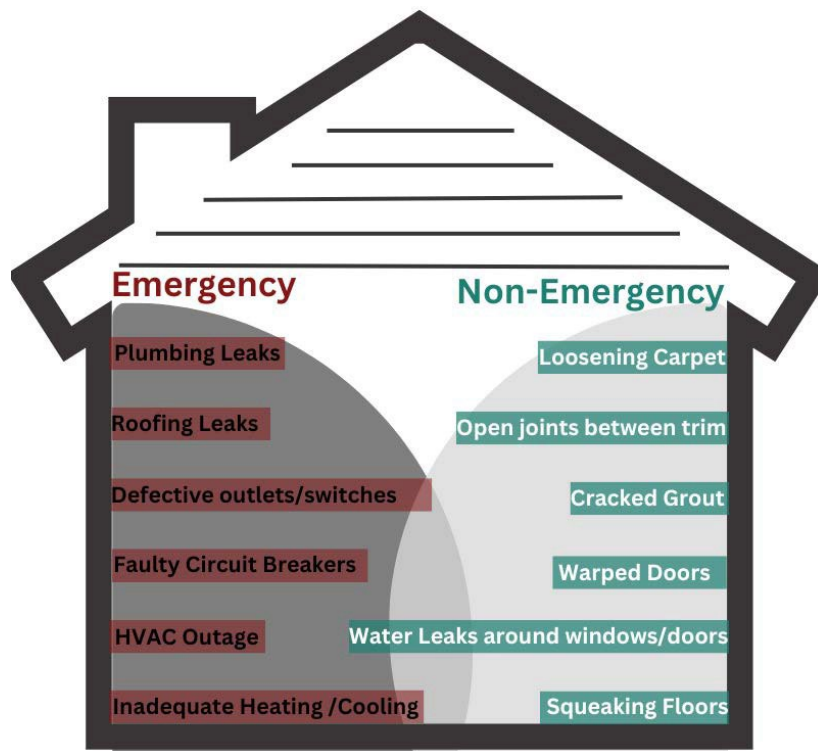 Emergency
Non-Emergency
Plumbing Leaks
Loosening Carpet
Roofing Leaks
Open joints between trim
Defective outlets/switches
Cracked Grout
Faulty Circuit Breakers
Warped Doors
HVAC Outage
Water Leaks around windows/doors
Inadequate Heating /Cooling
Squeaking Floors